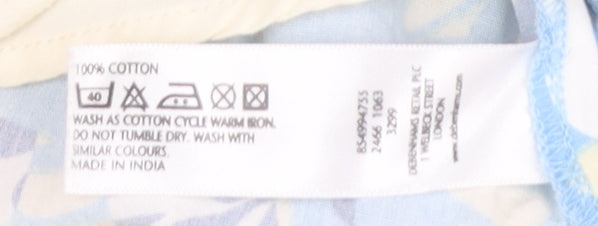 100% COTTON
40
WASH AS COTTON CYCLE WARM IRON.
DO NOT TUMBLE DRY. WASH WITH
SIMILAR COLOURS.
MADE IN INDIA
854994755
2466 1063
3299
DEBENHAMS RETAIL PLC
1 WELBECK STREET
LONDON
www.debenhams.com